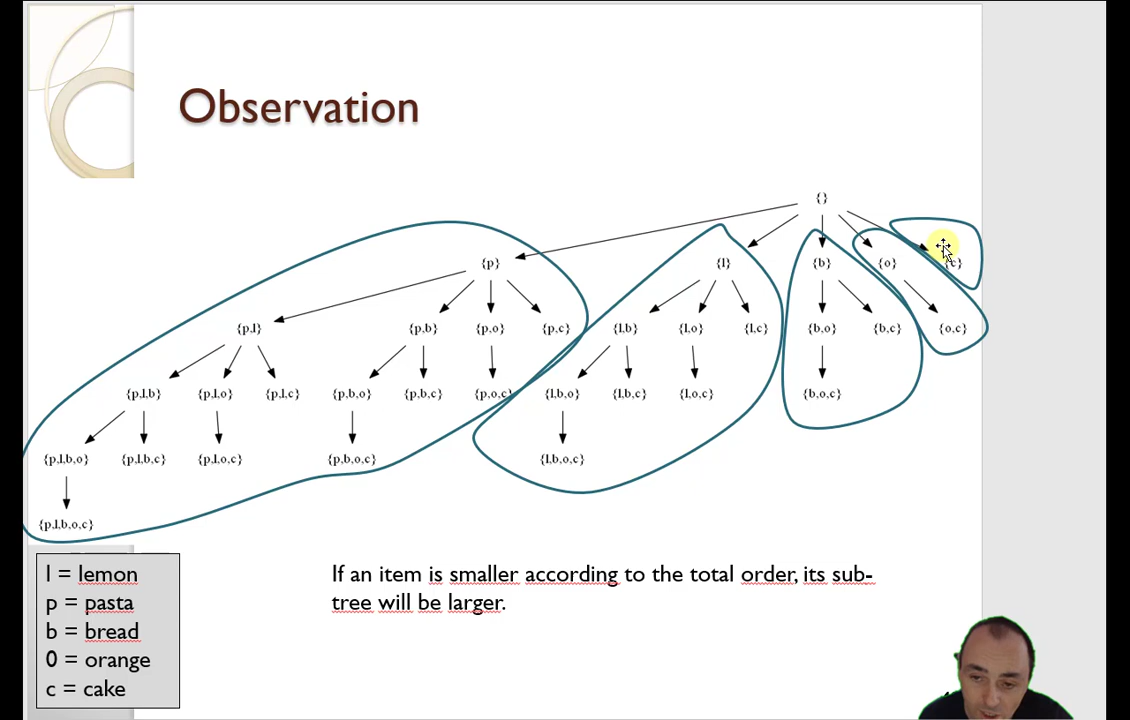 Observation
{}
{p} {l} {b} {o} {c}
{p,l} {p,b} {p,o} {p,c} {l,b} {l,o} {l,c} {b,o} {b,c} {o,c}
{p,l,b} {p,l,o} {p,l,c} {p,b,o} {p,b,c} {p,o,c} {l,b,o} {l,b,c} {l,o,c} {b,o,c}
{p,l,b,o} {p,l,b,c} {p,l,o,c} {p,b,o,c} {l,b,o,c}
{p,l,b,o,c}
l = lemon
p = pasta
b = bread
0 = orange
c = cake
If an item is smaller according to the total order, its sub-
tree will be larger.